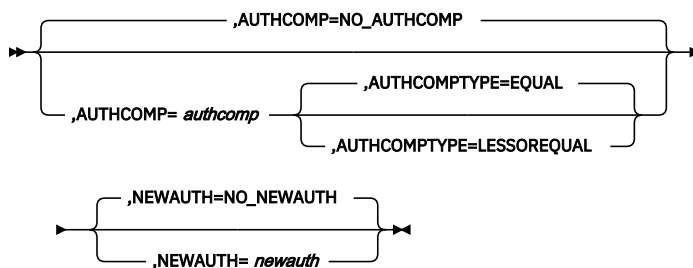 ,AUTHCOMP=NO_AUTHCOMP
,AUTHCOMP= authcomp
,AUTHCOMPTYPE=EQUAL
,AUTHCOMPTYPE=LESSOREQUAL
,NEWAUTH=NO_NEWAUTH
,NEWAUTH= newauth